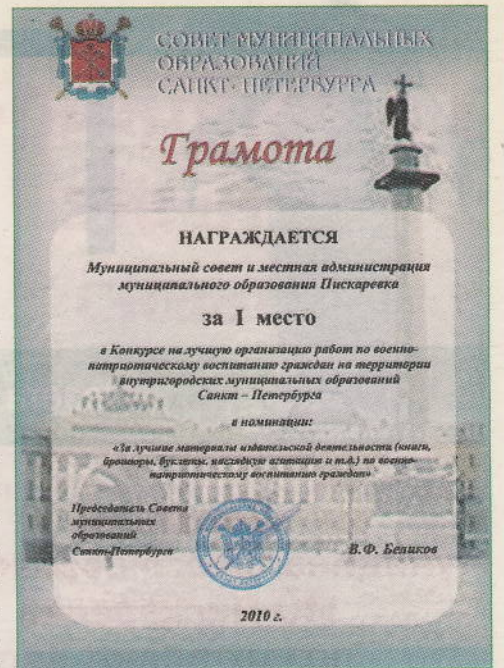 СОВЕТ МУНИЦИПАЛЬНЫХ
ОБРАЗОВАНИЙ
САНКТ-ПЕТЕРБУРГА
Грамота
НАГРАЖДАЕТСЯ
Муниципальный совет и местная администрация
муниципального образования Пискаревка
за I место
в Конкурсе на лучшую организацию работ по военно-
патриотическому воспитанию граждан на территории
внутригородских муниципальных образований
Санкт – Петербурга
в номинации:
«За лучшие материалы издательской деятельности (книги,
брошюры, буклеты, наглядную агитацию и т.д.) по военно-
патриотическому воспитанию граждан»
Председатель Совета
муниципальных
образований
Санкт-Петербурга
В.Ф. Беликов
2010 г.